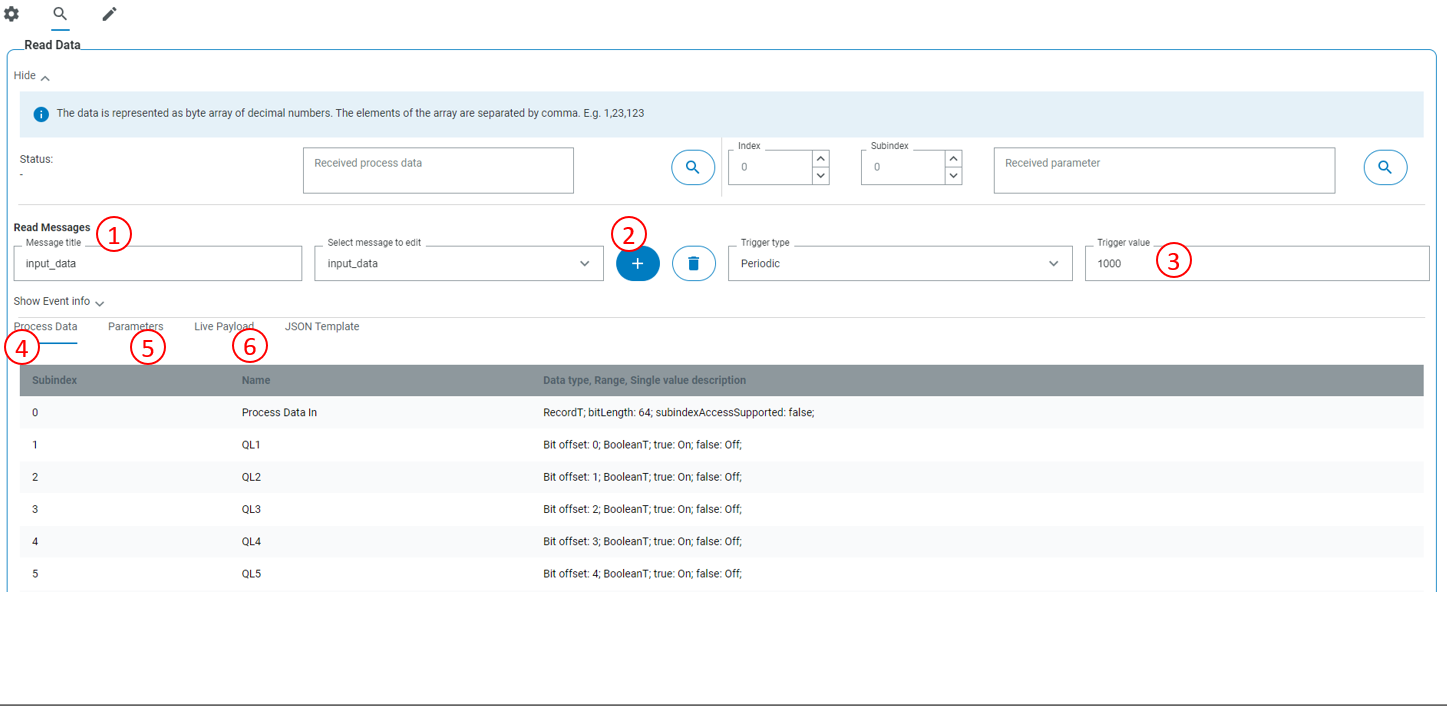 Read Data
Hide
The data is represented as byte array of decimal numbers. The elements of the array are separated by comma. E.g. 1,23,123
Status: Received process data Index 0 Subindex 0 Received parameter
-
Read Messages 1 2
Message title Select message to edit Trigger type Trigger value
input_data input_data + Periodic 1000 3
Show Event info
Process Data Parameters Live Payload JSON Template
4 5 6
Subindex Name Data type, Range, Single value description
0 Process Data In RecordT; bitLength: 64; subindexAccessSupported: false;
1 QL1 Bit offset: 0; BooleanT; true: On; false: Off;
2 QL2 Bit offset: 1; BooleanT; true: On; false: Off;
3 QL3 Bit offset: 2; BooleanT; true: On; false: Off;
4 QL4 Bit offset: 3; BooleanT; true: On; false: Off;
5 QL5 Bit offset: 4; BooleanT; true: On; false: Off;